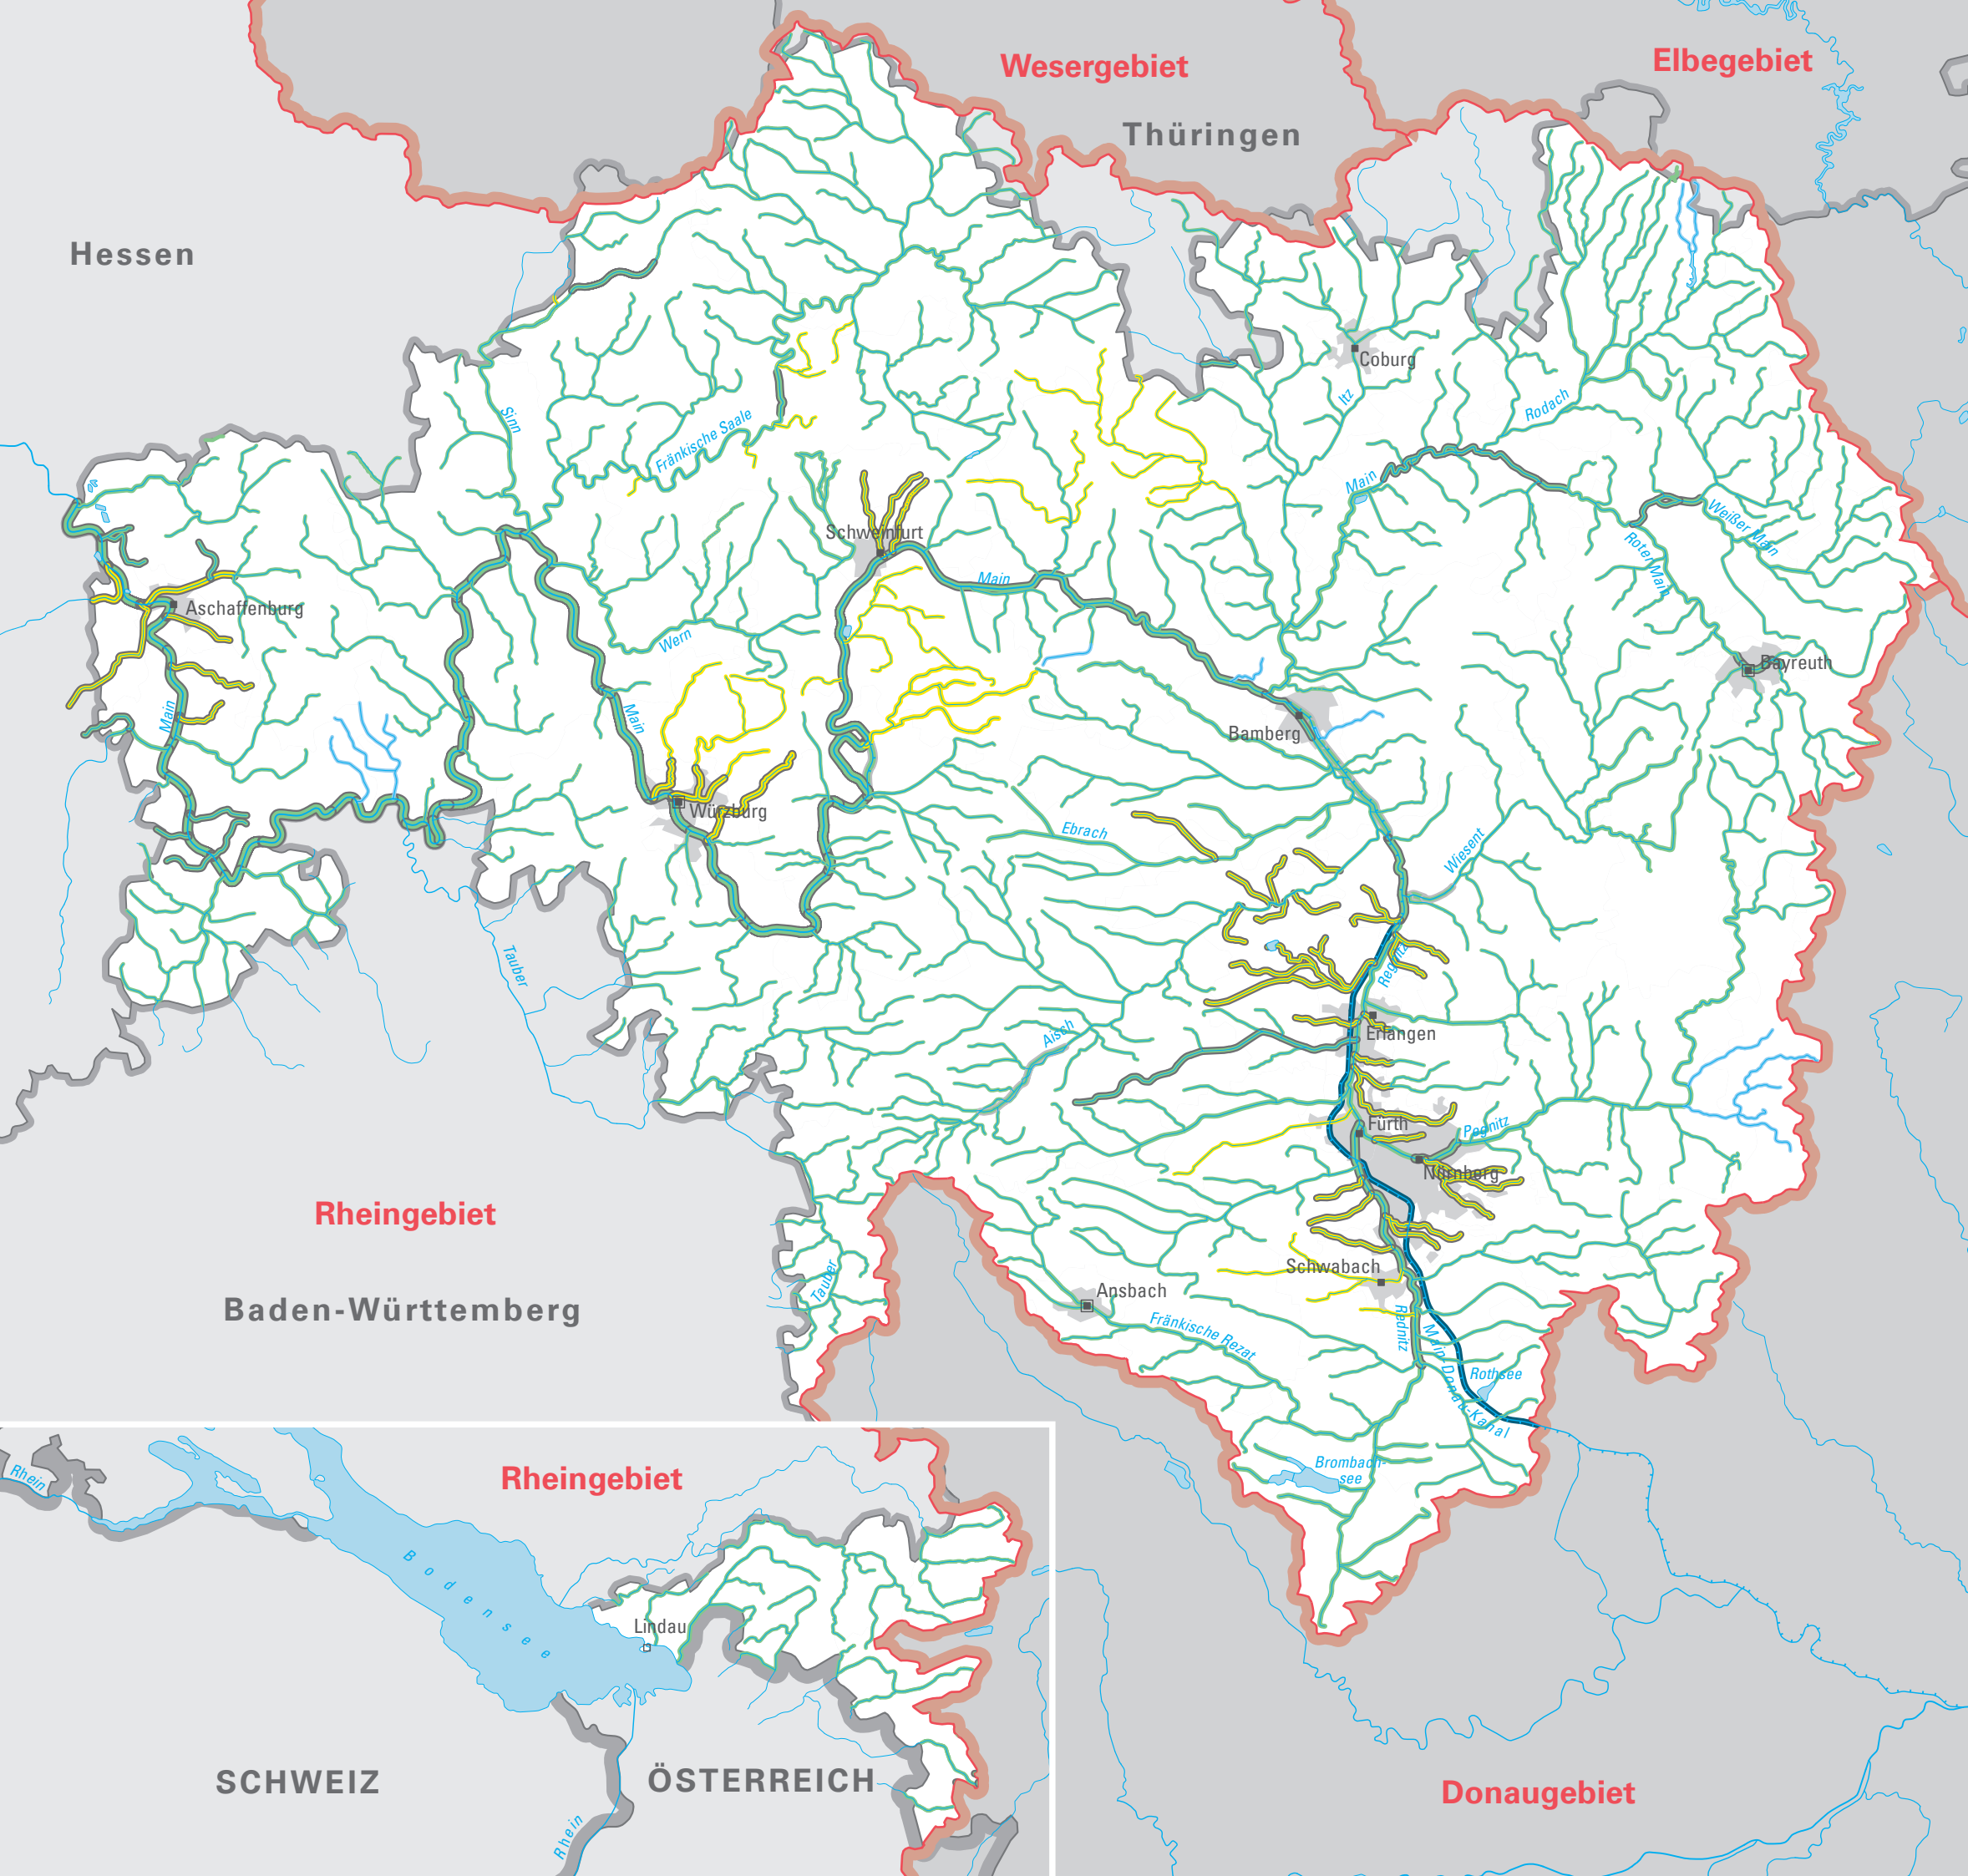 Wesergebiet
Elbegebiet
Thüringen
Hessen
Coburg
Itz
Rodach
Sinn
Fränkische Saale
Main
Weißer Main
Roter Main
Schweinfurt
Main
Aschaffenburg
Wern
Bayreuth
Main
Main
Bamberg
Würzburg
Ebrach
Wiesent
Tauber
Regnitz
Aisch
Erlangen
Fürth
Pegnitz
Nürnberg
Rheingebiet
Schwabach
Tauber
Ansbach
Baden-Württemberg
Fränkische Rezat
Rednitz
Main-Donau-Kanal
Rothsee
Brombach-
see
Rheingebiet
Rhein
Bodensee
Lindau
SCHWEIZ
ÖSTERREICH
Rhein
Donaugebiet